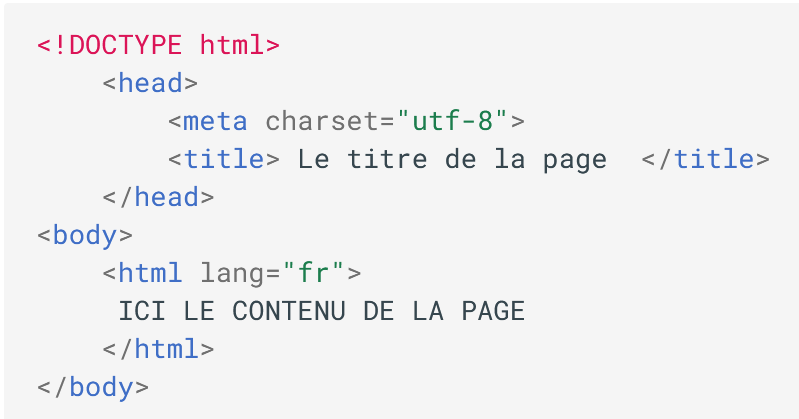 <!DOCTYPE html>
    <head>
        <meta charset="utf-8">
        <title> Le titre de la page  </title>
    </head>
<body>
    <html lang="fr">
     ICI LE CONTENU DE LA PAGE
    </html>
</body>